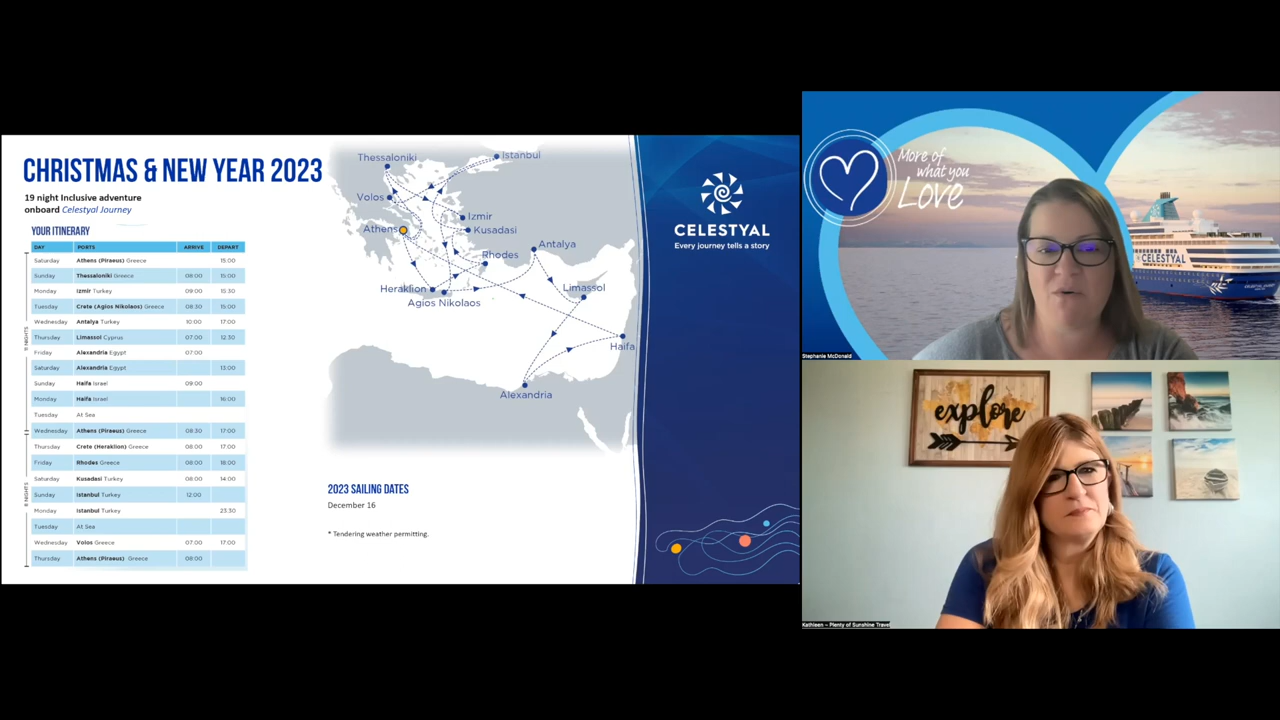 CHRISTMAS & NEW YEAR 2023
19 night Inclusive adventure
onboard Celestyal Journey
YOUR ITINERARY
DAY PORTS ARRIVE DEPART
Saturday Athens (Piraeus) Greece 15:00
Sunday Thessaloniki Greece 08:00 15:00
Monday Izmir Turkey 09:00 15:30
Tuesday Crete (Agios Nikolaos) Greece 08:30 15:00
Wednesday Antalya Turkey 10:00 17:00
Thursday Limassol Cyprus 07:00 12:30
Friday Alexandria Egypt 07:00
Saturday Alexandria Egypt 13:00
Sunday Haifa Israel 09:00
Monday Haifa Israel 16:00
Tuesday At Sea
Wednesday Athens (Piraeus) Greece 08:30 17:00
Thursday Crete (Heraklion) Greece 08:00 17:00
Friday Rhodes Greece 08:00 18:00
Saturday Kusadasi Turkey 08:00 14:00
Sunday Istanbul Turkey 12:00
Monday Istanbul Turkey 23:30
Tuesday At Sea
Wednesday Volos Greece 07:00 17:00
Thursday Athens (Piraeus) Greece 08:00
NIGHTS
8 NIGHTS
Thessaloniki
Istanbul
Volos
Izmir
Athens
Kusadasi
Antalya
Rhodes
Heraklion
Limassol
Agios Nikolaos
Haifa
Alexandria
2023 SAILING DATES
December 16
* Tendering weather permitting.
CELESTYAL
Every journey tells a story
More of
what you
Love
CELESTYAL
Stephanie McDonald
explore
Kathleen – Plenty of Sunshine Travel